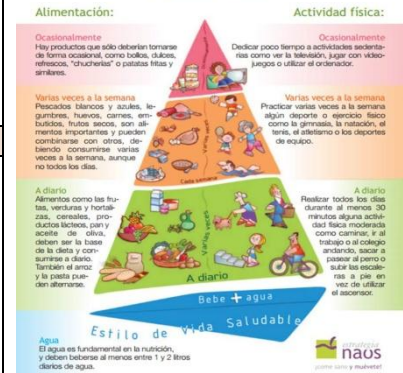 Alimentación:
Ocasionalmente
Hay productos que sólo deberían tomarse
de forma ocasional, como bollos, dulces,
refrescos, "chucherías" o patatas fritas y
similares.
Varias veces a la semana
Pescados blancos y azules, le-
gumbres, huevos, carnes, em-
butidos, frutos secos, son ali-
mentos importantes y pueden
combinarse con otros, de-
biendo consumirse varias
veces a la semana, aunque
no todos los días.
A diario
Alimentos como las fru-
tas, verduras y hortali-
zas, cereales, pro-
ductos lácteos, pan y
aceite de oliva,
deben ser la base
de la dieta y con-
sumirse a diario.
También el arroz
y la pasta pue-
den alternarse.
Agua
El agua es fundamental en la nutrición,
y deben beberse al menos entre 1 y 2 litros
diarios de agua.
Actividad física:
Ocasionalmente
Dedicar poco tiempo a actividades sedenta-
rias como ver la televisión, jugar con video-
juegos o utilizar el ordenador.
Varias veces a la semana
Practicar varias veces a la semana
algún deporte o ejercicio físico
como la gimnasia, la natación, el
tenis, el atletismo o los deportes
de equipo.
A diario
Realizar todos los días
durante al menos 30
minutos alguna activi-
dad física moderada
como caminar, ir al
trabajo o al colegio
andando, sacar a
pasear al perro o
subir las escale-
ras a pie en
vez de utilizar
el ascensor.
Varias veces
Cada semana
Varias veces
A diario
Bebe + agua
Estilo de Vida Saludable
estrategia
naos
¡come sano y muévete!